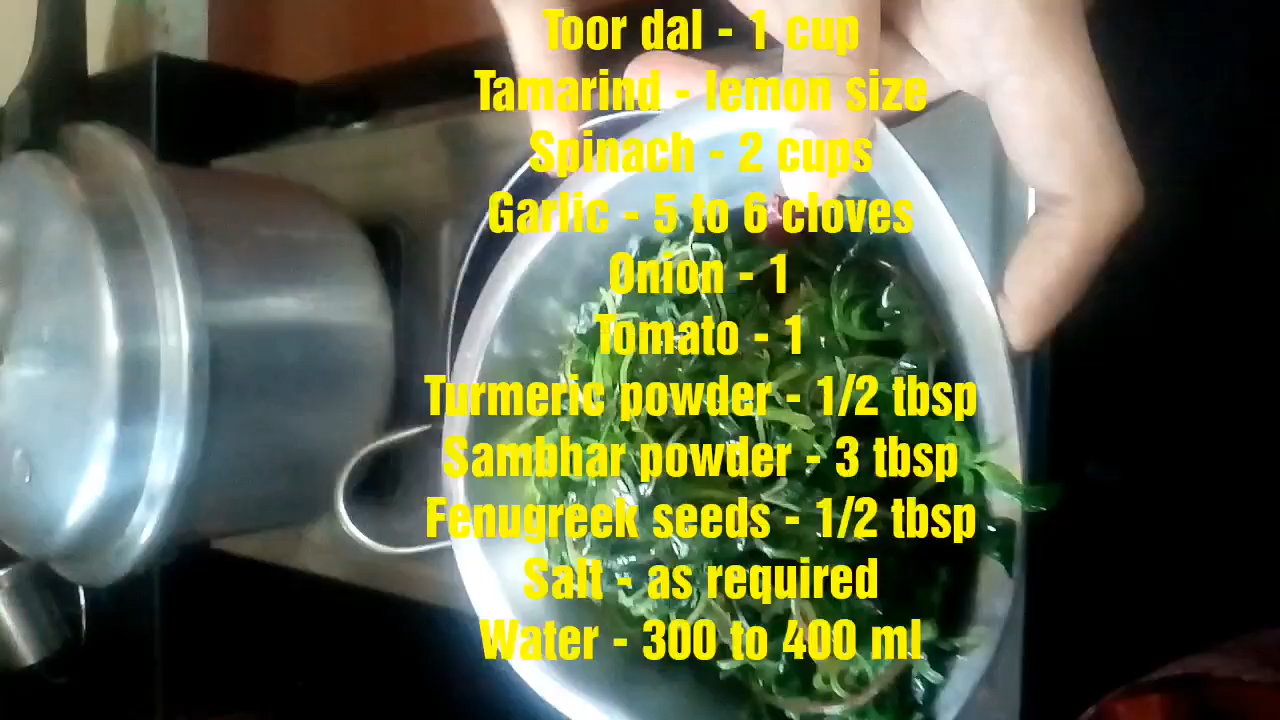 Toor dal - 1 cup
Tamarind - lemon size
Spinach - 2 cups
Garlic - 5 to 6 cloves
Onion - 1
Tomato - 1
Turmeric powder - 1/2 tbsp
Sambhar powder - 3 tbsp
Fenugreek seeds - 1/2 tbsp
Salt - as required
Water - 300 to 400 ml